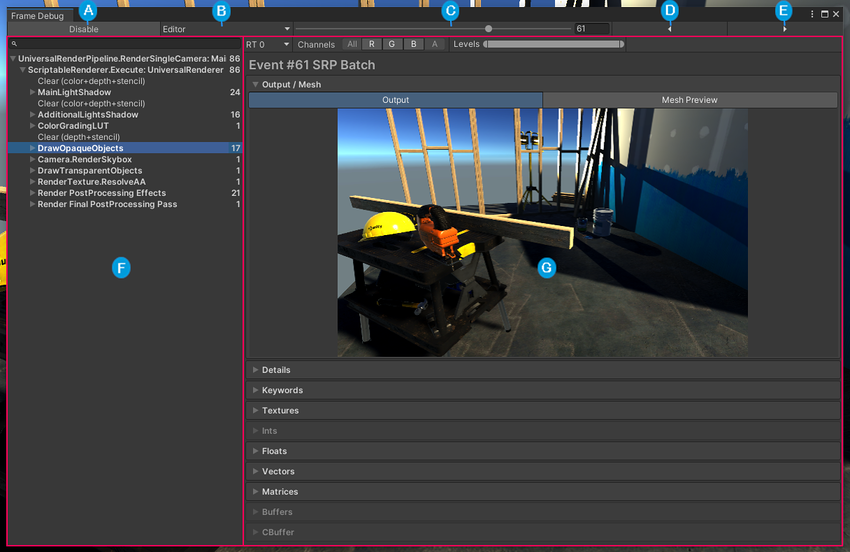 A B C D E
Frame Debug
Disable Editor 61
RT 0 Channels All R G B A Levels
UniversalRenderPipeline.RenderSingleCamera: Mai 86
ScriptableRenderer.Execute: UniversalRenderer 86
Clear (color+depth+stencil)
MainLightShadow 24
Clear (color+depth+stencil)
AdditionalLightsShadow 16
ColorGradingLUT 1
Clear (depth+stencil)
DrawOpaqueObjects 17
Camera.RenderSkybox 1
DrawTransparentObjects 1
RenderTexture.ResolveAA 1
Render PostProcessing Effects 21
Render Final PostProcessing Pass 1
F
Event #61 SRP Batch
Output / Mesh
Output Mesh Preview
G
Details
Keywords
Textures
Ints
Floats
Vectors
Matrices
Buffers
CBuffer